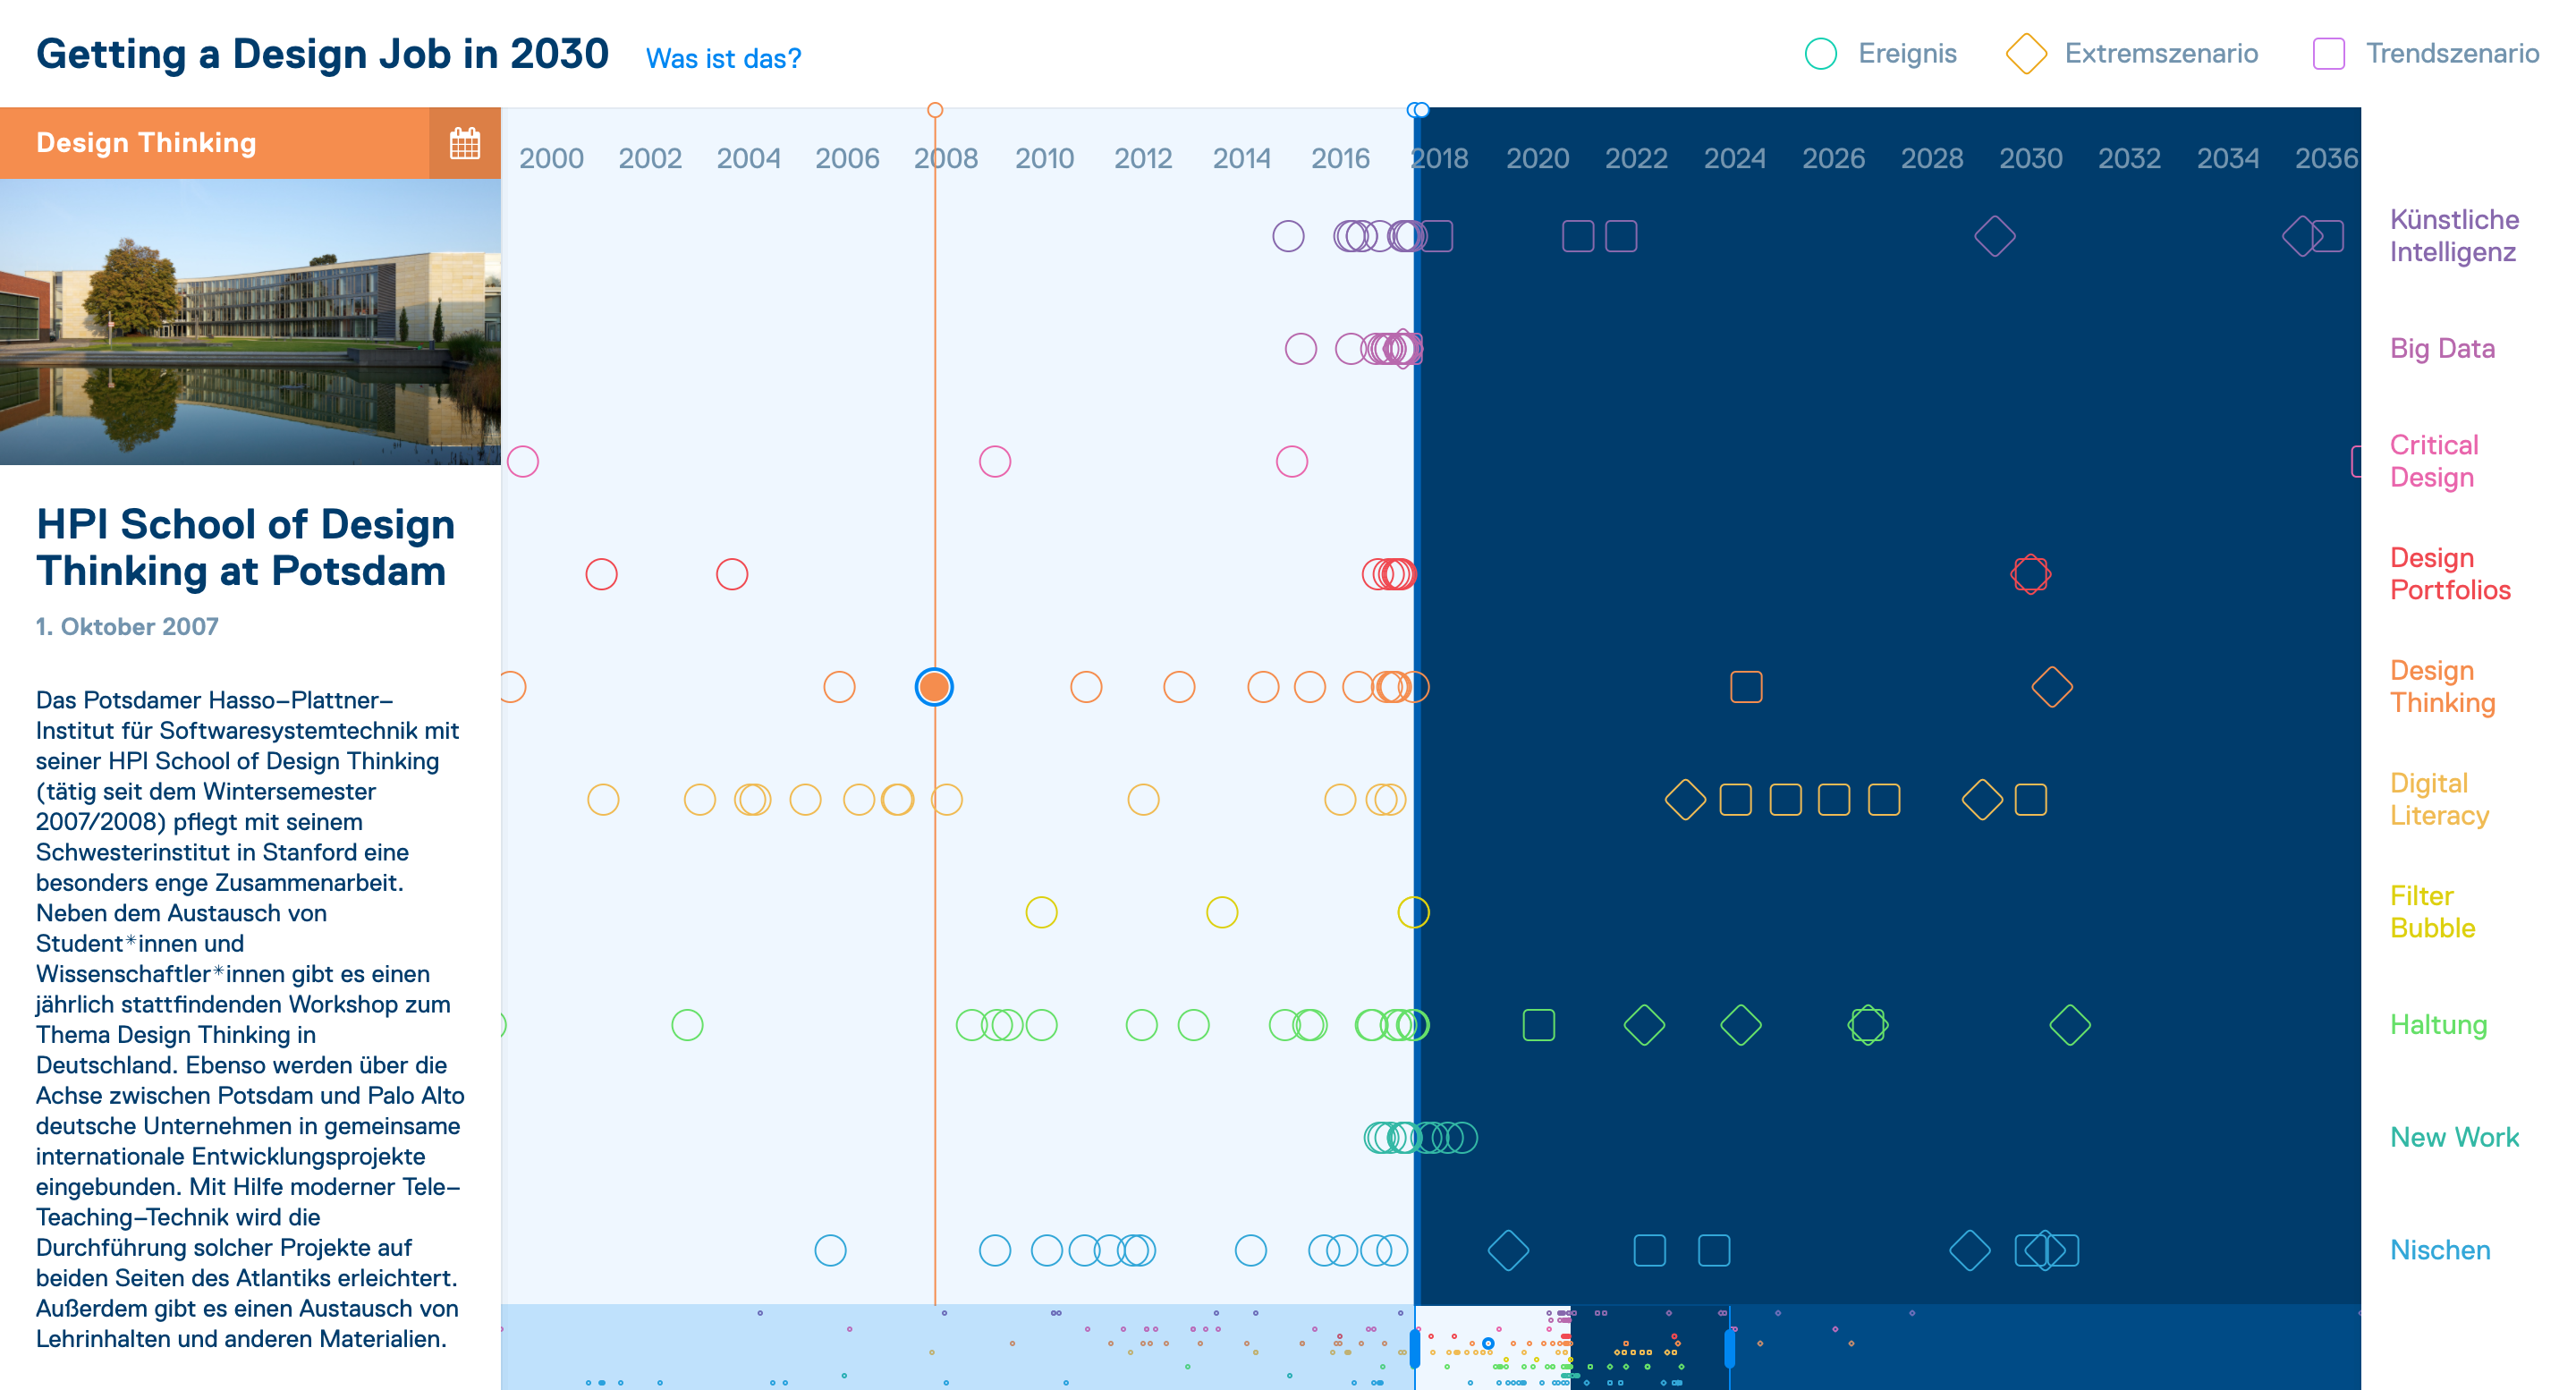 Getting a Design Job in 2030
Was ist das?
Ereignis
Extremszenario
Trendszenario
Design Thinking
HPI School of Design
Thinking at Potsdam
1. Oktober 2007
Das Potsdamer Hasso–Plattner–
Institut für Softwaresystemtechnik mit
seiner HPI School of Design Thinking
(tätig seit dem Wintersemester
2007/2008) pflegt mit seinem
Schwesterinstitut in Stanford eine
besonders enge Zusammenarbeit.
Neben dem Austausch von
Student*innen und
Wissenschaftler*innen gibt es einen
jährlich stattfindenden Workshop zum
Thema Design Thinking in
Deutschland. Ebenso werden über die
Achse zwischen Potsdam und Palo Alto
deutsche Unternehmen in gemeinsame
internationale Entwicklungsprojekte
eingebunden. Mit Hilfe moderner Tele–
Teaching–Technik wird die
Durchführung solcher Projekte auf
beiden Seiten des Atlantiks erleichtert.
Außerdem gibt es einen Austausch von
Lehrinhalten und anderen Materialien.
2000 2002 2004 2006 2008 2010 2012 2014 2016 2018 2020 2022 2024 2026 2028 2030 2032 2034 2036
Künstliche
Intelligenz
Big Data
Critical
Design
Design
Portfolios
Design
Thinking
Digital
Literacy
Filter
Bubble
Haltung
New Work
Nischen